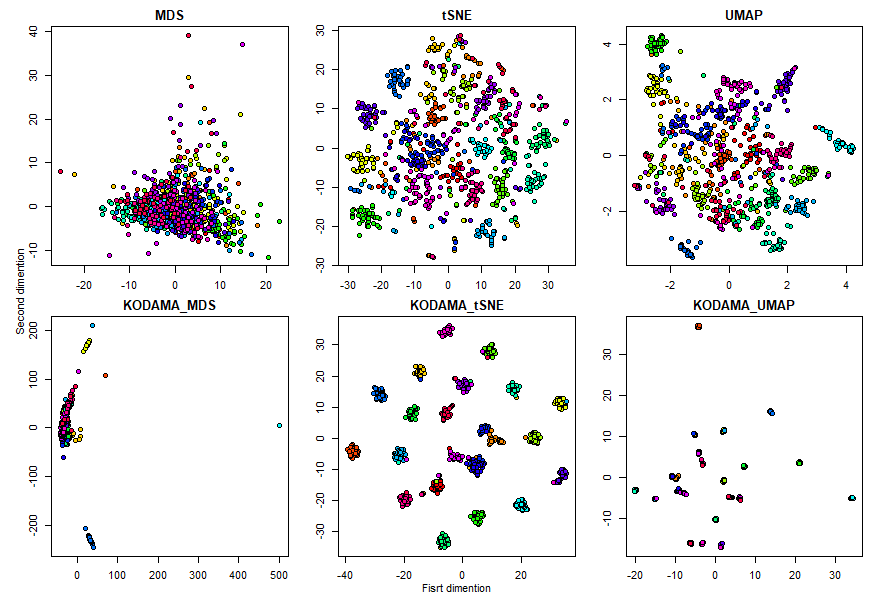 MDS
tSNE
UMAP
40
30
20
10
0
-10
-20 -10 0 10 20
30
20
10
0
-10
-20
-30
-30 -20 -10 0 10 20 30
4
2
0
-2
-2 0 2 4
Second dimention
KODAMA_MDS
KODAMA_tSNE
KODAMA_UMAP
200
100
0
-100
-200
0 100 200 300 400 500
30
20
10
0
-10
-20
-30
-40 -20 0 20
30
20
10
0
-10
-20 -10 0 10 20 30
Fisrt dimention